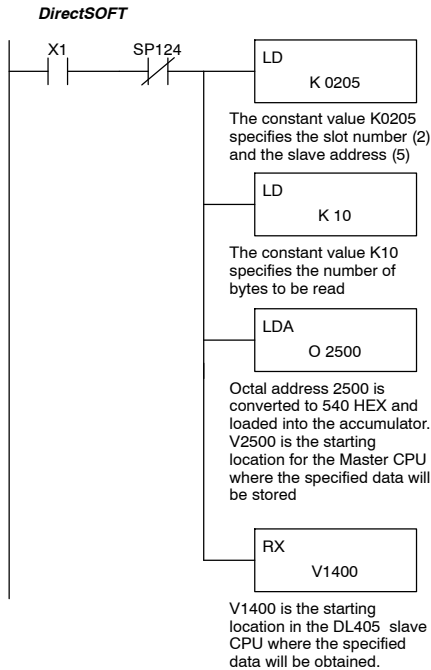 DirectSOFT
X1
SP124
LD
K 0205
The constant value K0205
specifies the slot number (2)
and the slave address (5)
LD
K 10
The constant value K10
specifies the number of
bytes to be read
LDA
O 2500
Octal address 2500 is
converted to 540 HEX and
loaded into the accumulator.
V2500 is the starting
location for the Master CPU
where the specified data will
be stored
RX
V1400
V1400 is the starting
location in the DL405 slave
CPU where the specified
data will be obtained.